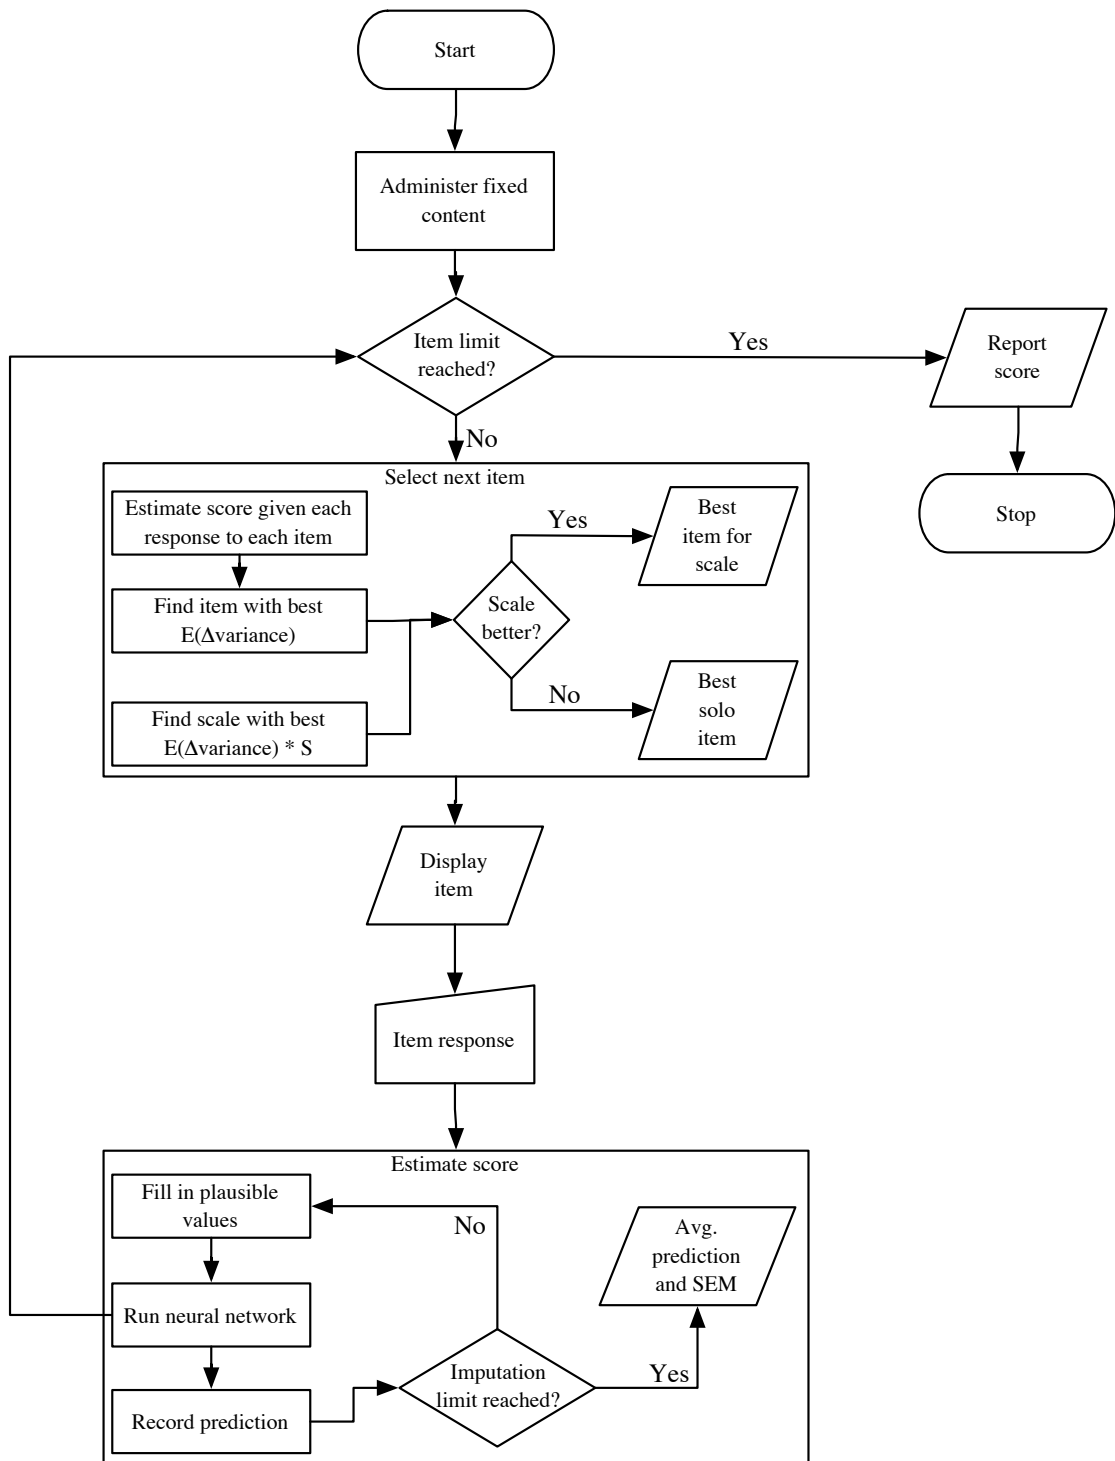 Start
Administer fixed
content
Item limit
reached?
Yes
Report
score
No
Stop
Select next item
Estimate score given each
response to each item
Yes
Best
item for
scale
Find item with best
E(Δvariance)
Scale
better?
No
Best
solo
item
Find scale with best
E(Δvariance) * S
Display
item
Item response
Estimate score
Fill in plausible
values
No
Avg.
prediction
and SEM
Run neural network
Imputation
limit reached?
Yes
Record prediction